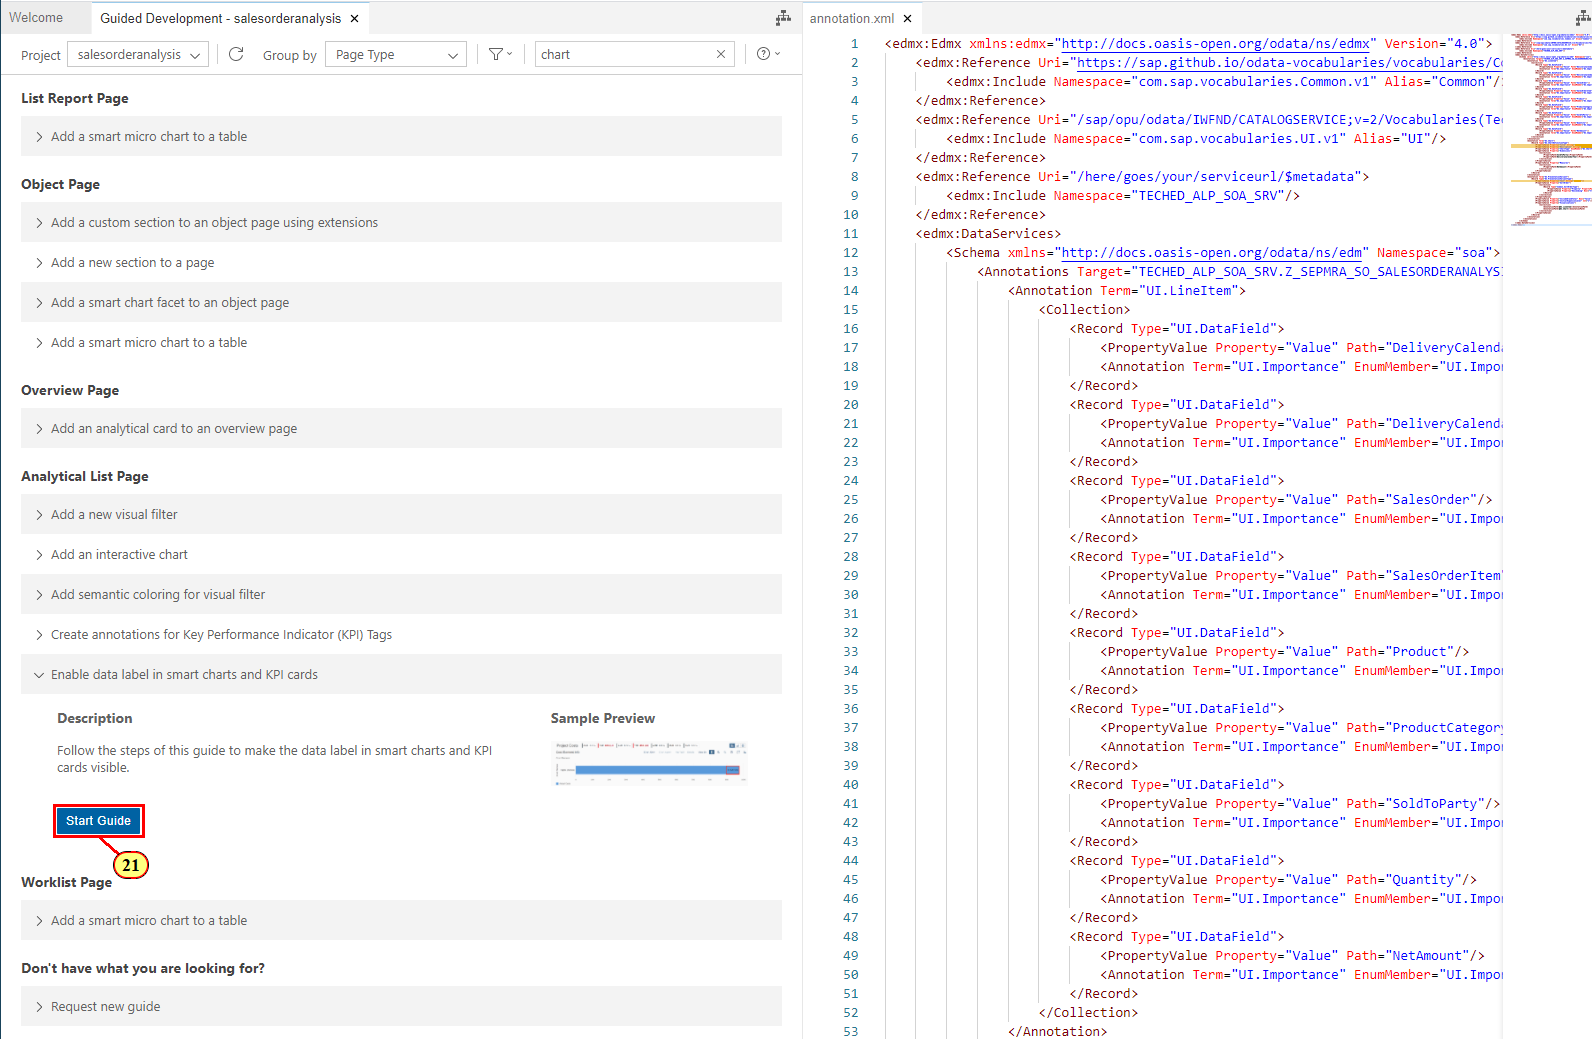 Welcome
Guided Development - salesorderanalysis ×
Project salesorderanalysis Group by Page Type chart
List Report Page
Add a smart micro chart to a table
Object Page
Add a custom section to an object page using extensions
Add a new section to a page
Add a smart chart facet to an object page
Add a smart micro chart to a table
Overview Page
Add an analytical card to an overview page
Analytical List Page
Add a new visual filter
Add an interactive chart
Add semantic coloring for visual filter
Create annotations for Key Performance Indicator (KPI) Tags
Enable data label in smart charts and KPI cards
Description
Follow the steps of this guide to make the data label in smart charts and KPI
cards visible.
Sample Preview
Start Guide
21
Worklist Page
Add a smart micro chart to a table
Don't have what you are looking for?
Request new guide
annotation.xml ×
1 <edmx:Edmx xmlns:edmx="http://docs.oasis-open.org/odata/ns/edmx" Version="4.0">
2 <edmx:Reference Uri="https://sap.github.io/odata-vocabularies/vocabularies/Co
3 <edmx:Include Namespace="com.sap.vocabularies.Common.v1" Alias="Common"/
4 </edmx:Reference>
5 <edmx:Reference Uri="/sap/opu/odata/IWFND/CATALOGSERVICE;v=2/Vocabularies(Tec
6 <edmx:Include Namespace="com.sap.vocabularies.UI.v1" Alias="UI"/>
7 </edmx:Reference>
8 <edmx:Reference Uri="/here/goes/your/serviceurl/$metadata">
9 <edmx:Include Namespace="TECHED_ALP_SOA_SRV"/>
10 </edmx:Reference>
11 <edmx:DataServices>
12 <Schema xmlns="http://docs.oasis-open.org/odata/ns/edm" Namespace="soa">
13 <Annotations Target="TECHED_ALP_SOA_SRV.Z_SEPMRA_SO_SALESORDERANALYS
14 <Annotation Term="UI.LineItem">
15 <Collection>
16 <Record Type="UI.DataField">
17 <PropertyValue Property="Value" Path="DeliveryCalend
18 <Annotation Term="UI.Importance" EnumMember="UI.Impo
19 </Record>
20 <Record Type="UI.DataField">
21 <PropertyValue Property="Value" Path="DeliveryCalend
22 <Annotation Term="UI.Importance" EnumMember="UI.Impo
23 </Record>
24 <Record Type="UI.DataField">
25 <PropertyValue Property="Value" Path="SalesOrder"/>
26 <Annotation Term="UI.Importance" EnumMember="UI.Impo
27 </Record>
28 <Record Type="UI.DataField">
29 <PropertyValue Property="Value" Path="SalesOrderItem"
30 <Annotation Term="UI.Importance" EnumMember="UI.Impo
31 </Record>
32 <Record Type="UI.DataField">
33 <PropertyValue Property="Value" Path="Product"/>
34 <Annotation Term="UI.Importance" EnumMember="UI.Impo
35 </Record>
36 <Record Type="UI.DataField">
37 <PropertyValue Property="Value" Path="ProductCategory
38 <Annotation Term="UI.Importance" EnumMember="UI.Impo
39 </Record>
40 <Record Type="UI.DataField">
41 <PropertyValue Property="Value" Path="SoldToParty"/>
42 <Annotation Term="UI.Importance" EnumMember="UI.Impo
43 </Record>
44 <Record Type="UI.DataField">
45 <PropertyValue Property="Value" Path="Quantity"/>
46 <Annotation Term="UI.Importance" EnumMember="UI.Impo
47 </Record>
48 <Record Type="UI.DataField">
49 <PropertyValue Property="Value" Path="NetAmount"/>
50 <Annotation Term="UI.Importance" EnumMember="UI.Impo
51 </Record>
52 </Collection>
53 </Annotation>